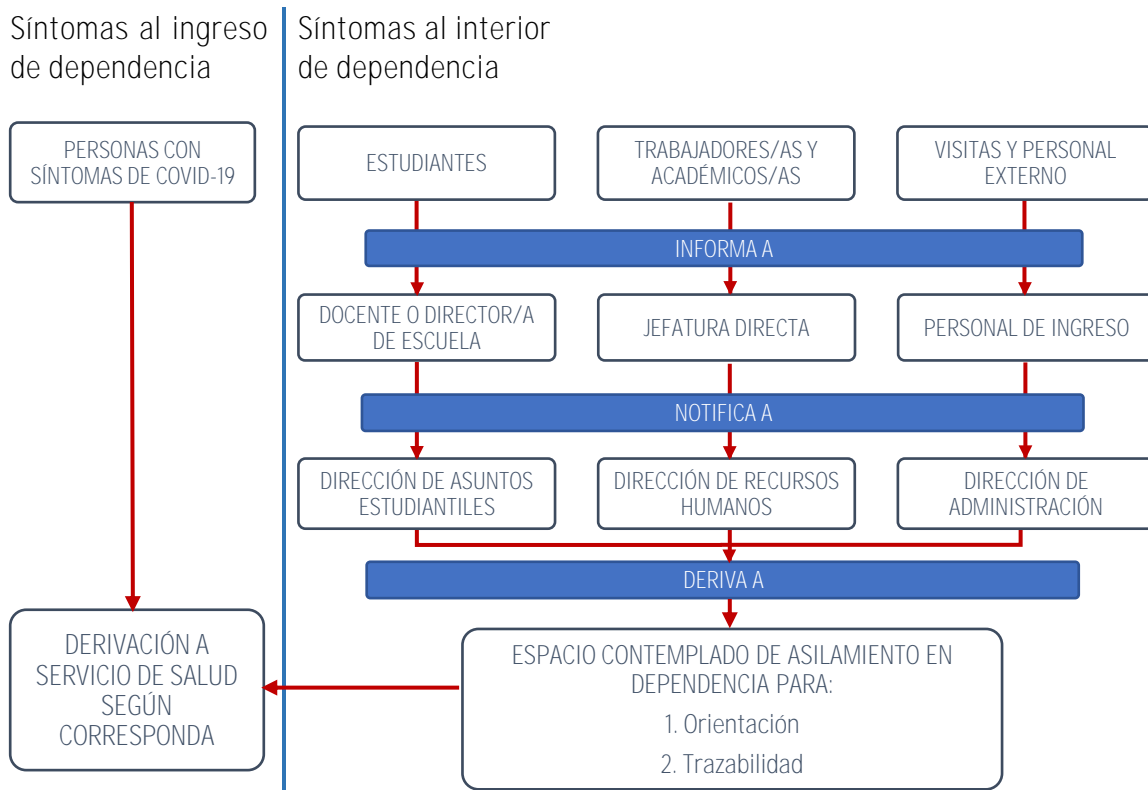 Síntomas al ingreso
de dependencia
Síntomas al interior
de dependencia
PERSONAS CON
SÍNTOMAS DE COVID-19
ESTUDIANTES
TRABAJADORES/AS Y
ACADÉMICOS/AS
VISITAS Y PERSONAL
EXTERNO
INFORMA A
DOCENTE O DIRECTOR/A
DE ESCUELA
JEFATURA DIRECTA
PERSONAL DE INGRESO
NOTIFICA A
DIRECCIÓN DE ASUNTOS
ESTUDIANTILES
DIRECCIÓN DE RECURSOS
HUMANOS
DIRECCIÓN DE
ADMINISTRACIÓN
DERIVA A
DERIVACIÓN A
SERVICIO DE SALUD
SEGÚN
CORRESPONDA
ESPACIO CONTEMPLADO DE ASILAMIENTO EN
DEPENDENCIA PARA:
1. Orientación
2. Trazabilidad